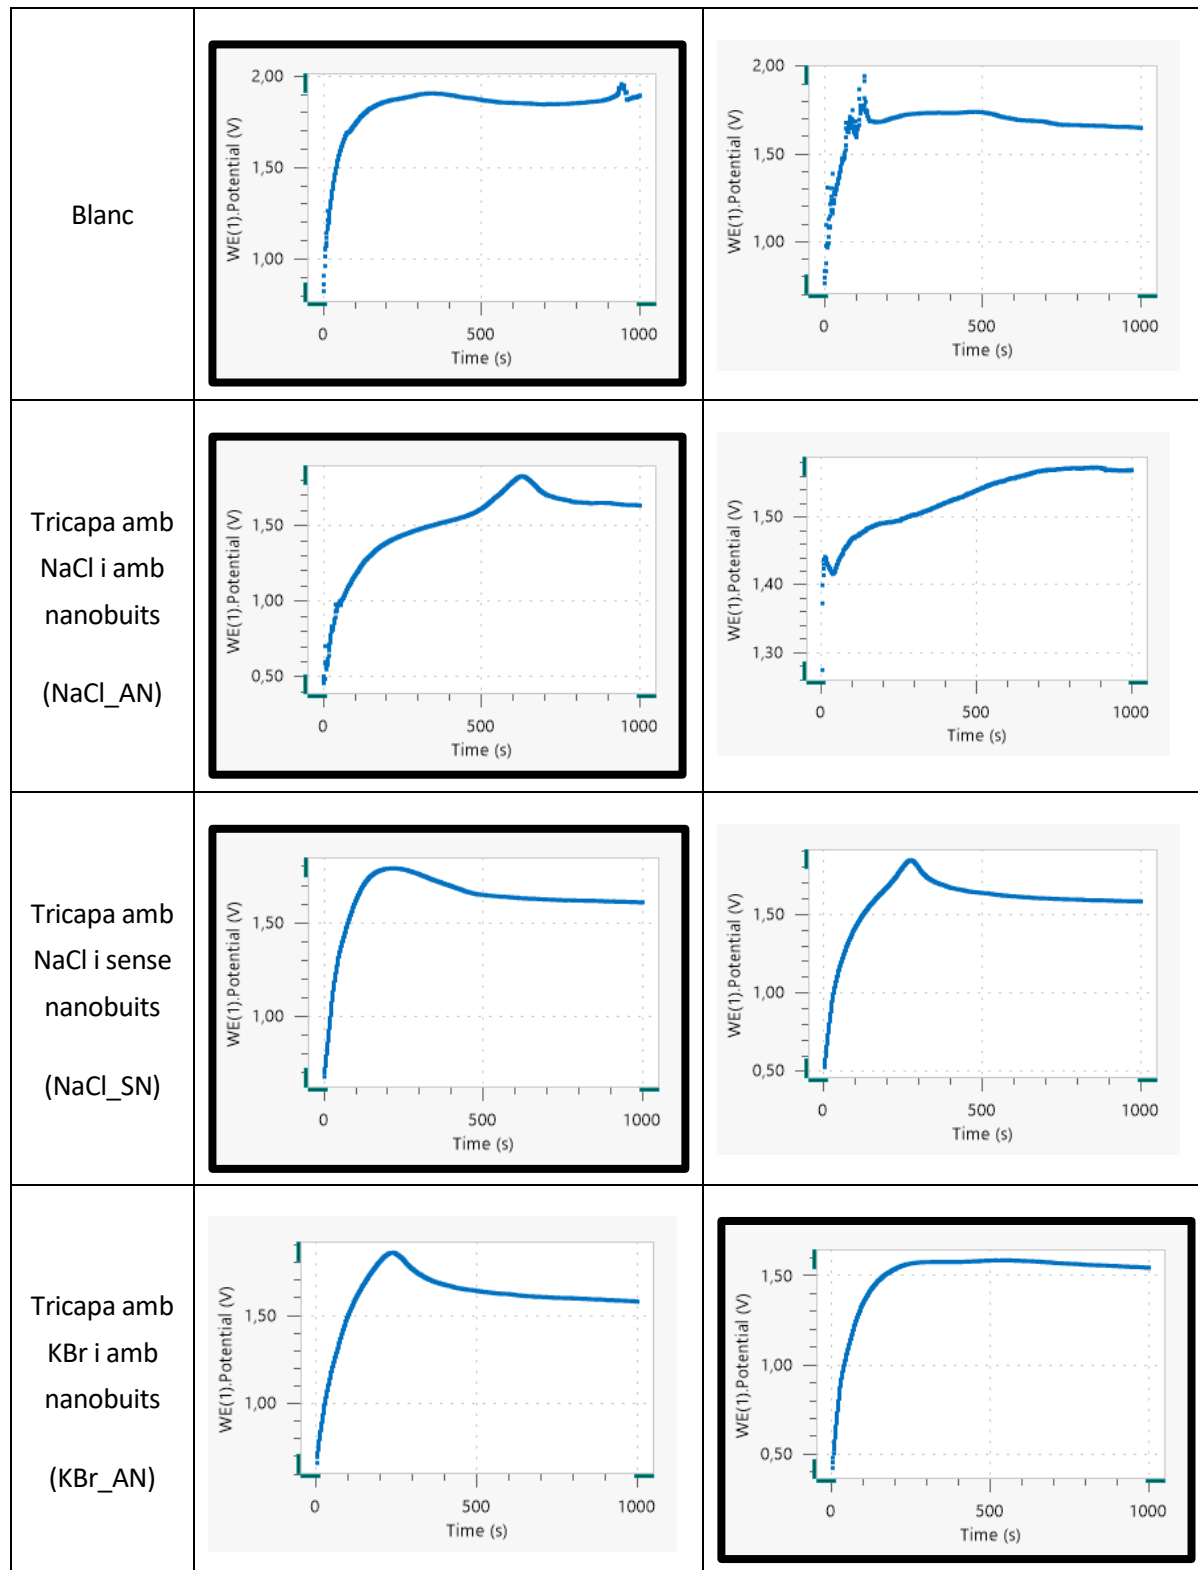 Blanc
WE(1).Potential (V)
2,00
1,50
1,00
0
500
1000
Time (s)
WE(1).Potential (V)
2,00
1,50
1,00
0
500
1000
Time (s)
Tricapa amb
NaCl i amb
nanobuits
(NaCl_AN)
WE(1).Potential (V)
1,50
1,00
0,50
0
500
1000
Time (s)
WE(1).Potential (V)
1,50
1,40
1,30
0
500
1000
Time (s)
Tricapa amb
NaCl i sense
nanobuits
(NaCl_SN)
WE(1).Potential (V)
1,50
1,00
0
500
1000
Time (s)
WE(1).Potential (V)
1,50
1,00
0,50
0
500
1000
Time (s)
Tricapa amb
KBr i amb
nanobuits
(KBr_AN)
WE(1).Potential (V)
1,50
1,00
0
500
1000
Time (s)
WE(1).Potential (V)
1,50
1,00
0,50
0
500
1000
Time (s)